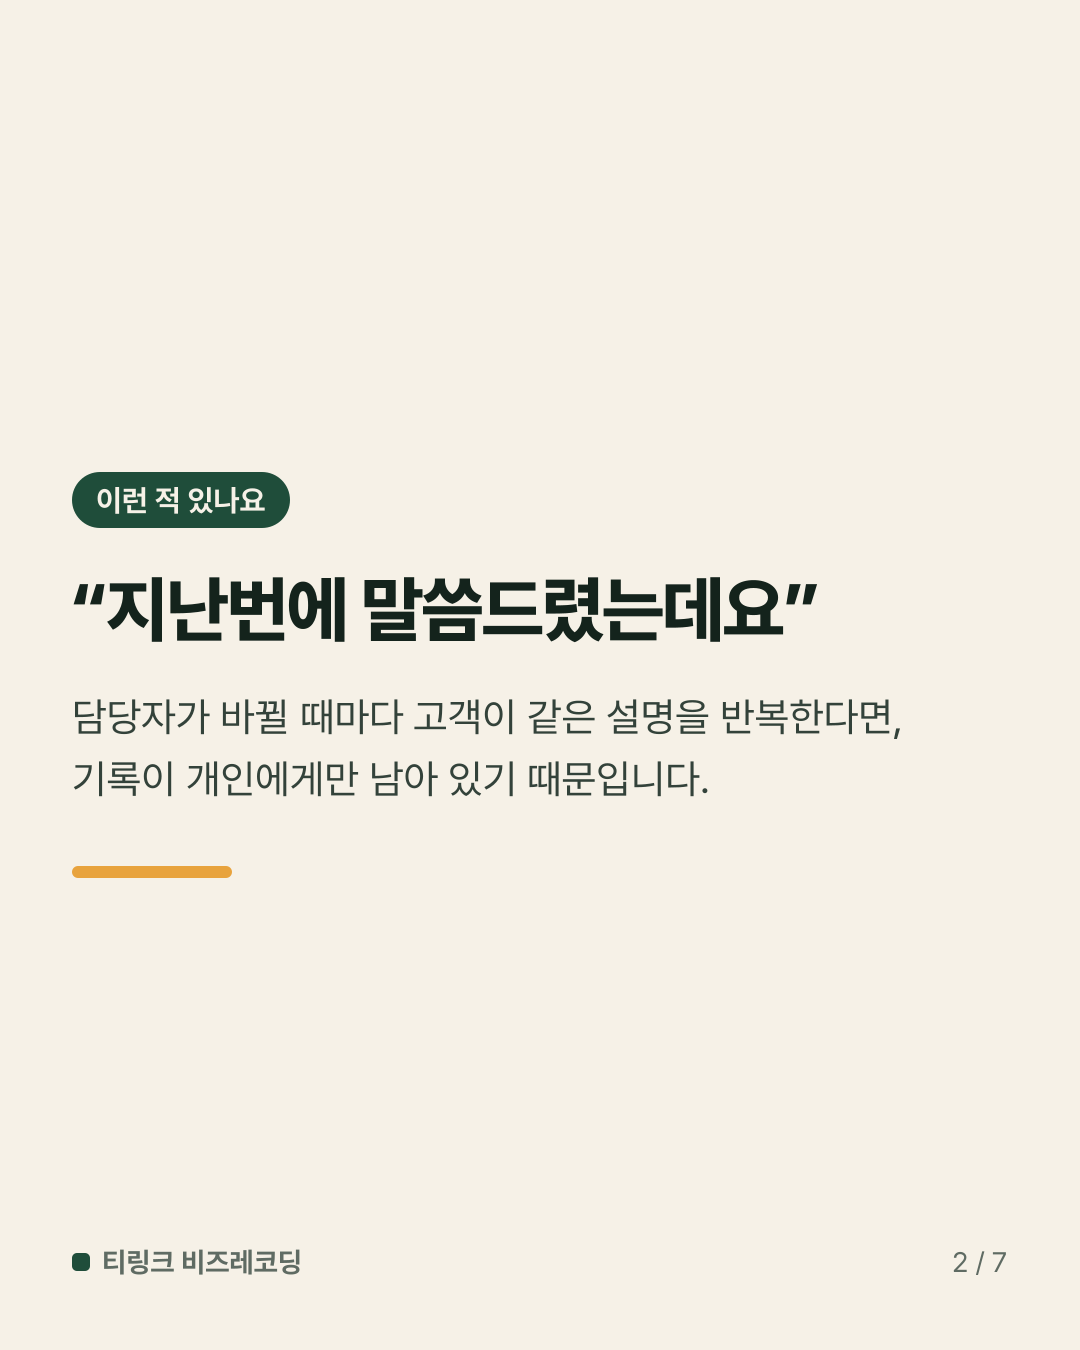 이런 적 있나요
“지난번에 말씀드렸는데요”
담당자가 바뀔 때마다 고객이 같은 설명을 반복한다면,
기록이 개인에게만 남아 있기 때문입니다.
티링크 비즈레코딩
2 / 7